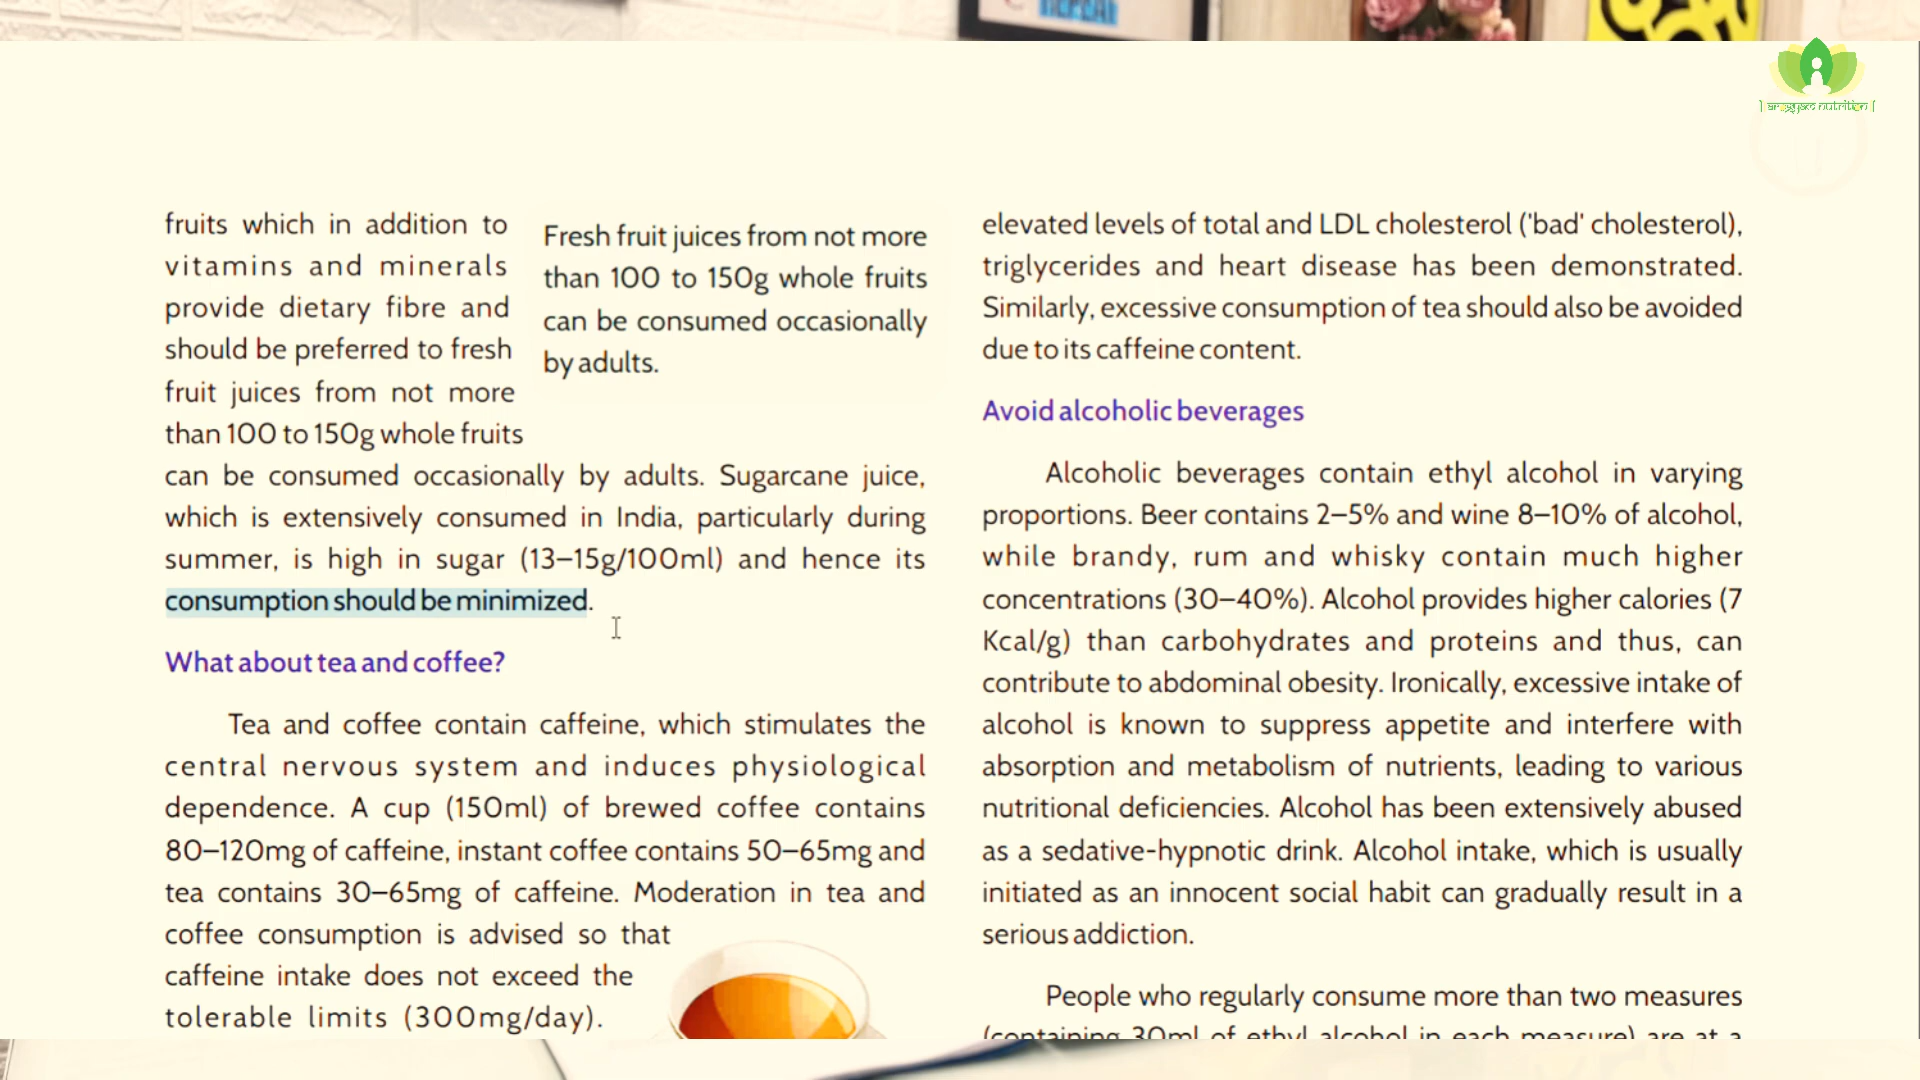 REPEAT
| aroggyam nutrition |
fruits which in addition to
vitamins and minerals
provide dietary fibre and
should be preferred to fresh
fruit juices from not more
than 100 to 150g whole fruits
can be consumed occasionally by adults. Sugarcane juice,
which is extensively consumed in India, particularly during
summer, is high in sugar (13–15g/100ml) and hence its
consumption should be minimized.
Fresh fruit juices from not more
than 100 to 150g whole fruits
can be consumed occasionally
by adults.
What about tea and coffee?
Tea and coffee contain caffeine, which stimulates the
central nervous system and induces physiological
dependence. A cup (150ml) of brewed coffee contains
80–120mg of caffeine, instant coffee contains 50–65mg and
tea contains 30–65mg of caffeine. Moderation in tea and
coffee consumption is advised so that
caffeine intake does not exceed the
tolerable limits (300mg/day).
elevated levels of total and LDL cholesterol ('bad' cholesterol),
triglycerides and heart disease has been demonstrated.
Similarly, excessive consumption of tea should also be avoided
due to its caffeine content.
Avoid alcoholic beverages
Alcoholic beverages contain ethyl alcohol in varying
proportions. Beer contains 2–5% and wine 8–10% of alcohol,
while brandy, rum and whisky contain much higher
concentrations (30–40%). Alcohol provides higher calories (7
Kcal/g) than carbohydrates and proteins and thus, can
contribute to abdominal obesity. Ironically, excessive intake of
alcohol is known to suppress appetite and interfere with
absorption and metabolism of nutrients, leading to various
nutritional deficiencies. Alcohol has been extensively abused
as a sedative-hypnotic drink. Alcohol intake, which is usually
initiated as an innocent social habit can gradually result in a
serious addiction.
People who regularly consume more than two measures
(containing 30ml of ethyl alcohol in each measure) are at a